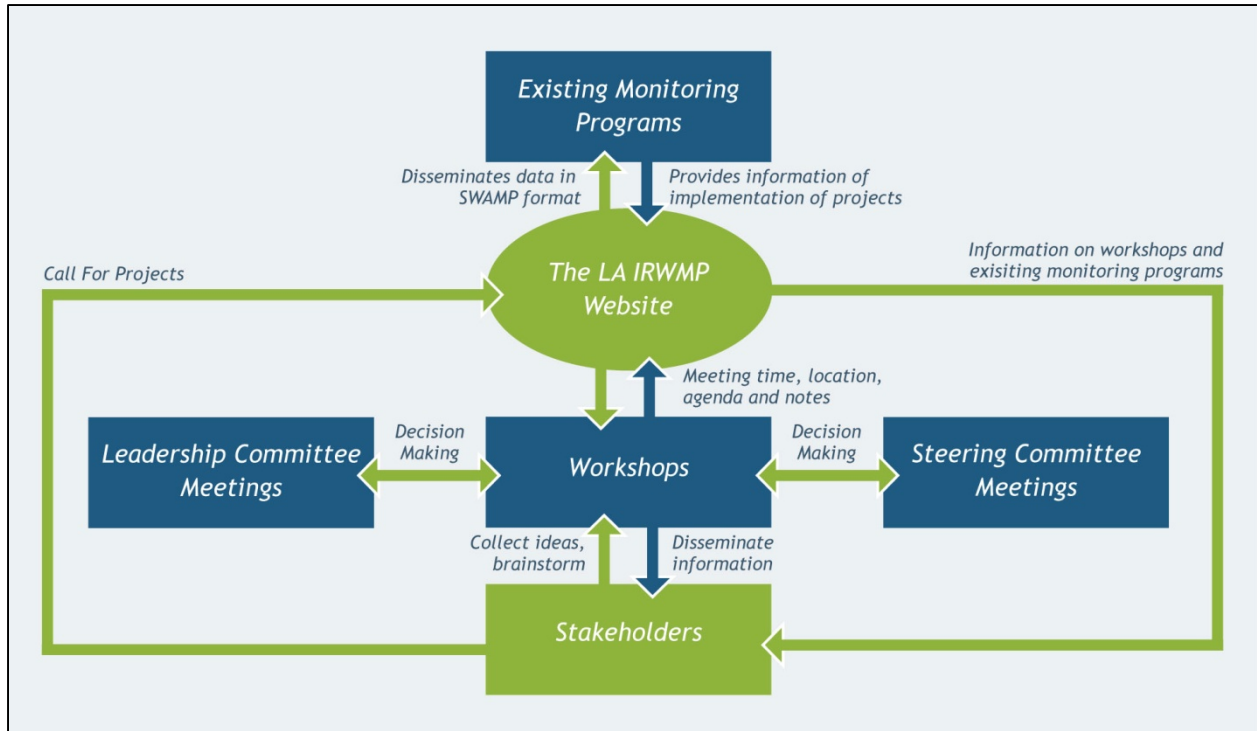 Existing Monitoring
Programs
Disseminates data in
SWAMP format
Provides information of
implementation of projects
Call For Projects
The LA IRWMP
Website
Information on workshops and
exisiting monitoring programs
Meeting time, location,
agenda and notes
Leadership Committee
Meetings
Decision
Making
Workshops
Decision
Making
Steering Committee
Meetings
Collect ideas,
brainstorm
Disseminate
information
Stakeholders